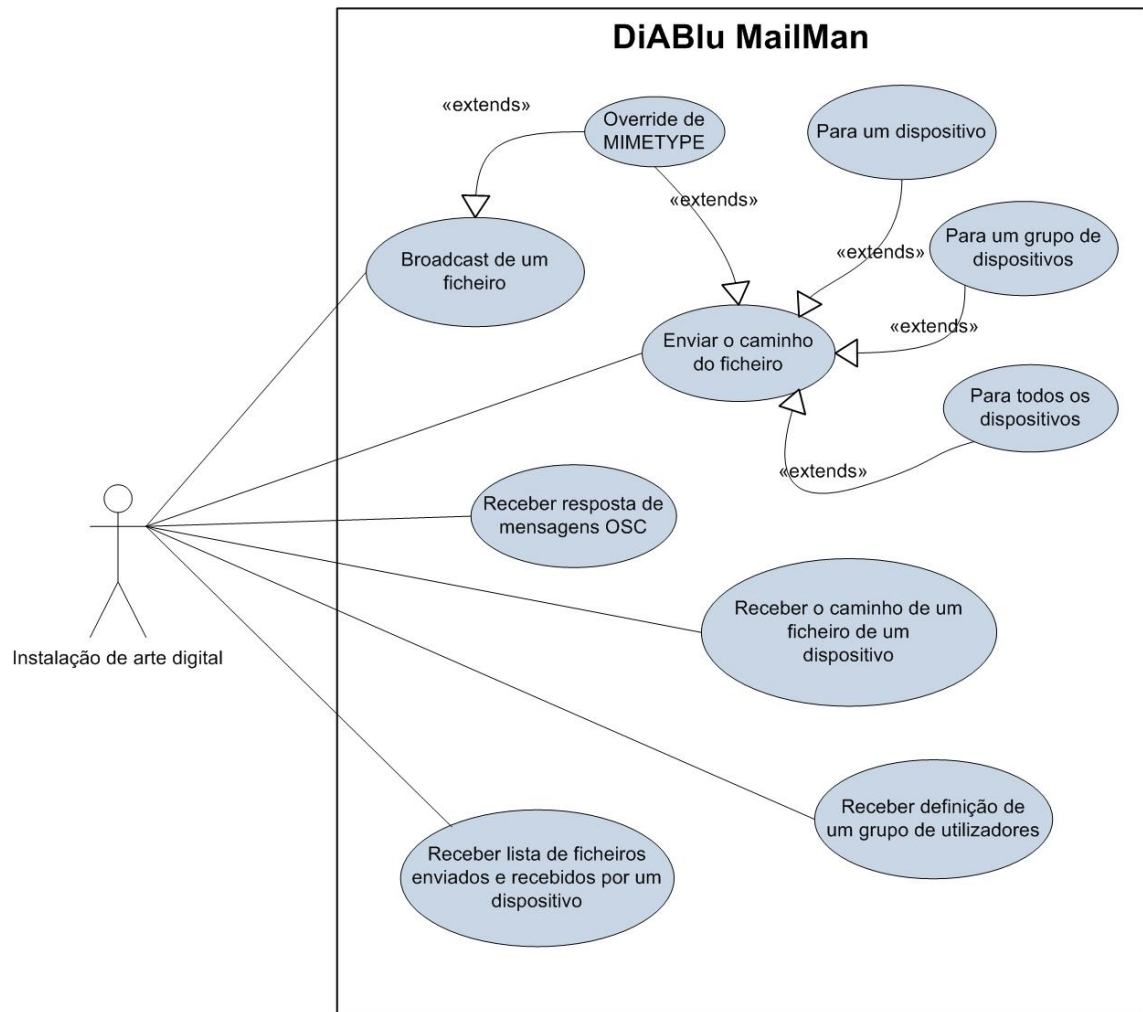 DiABlu MailMan
«extends»
Override de
MIMETYPE
Para um dispositivo
«extends»
Para um grupo de
dispositivos
Broadcast de um
ficheiro
«extends»
«extends»
Enviar o caminho
do ficheiro
Para todos os
dispositivos
«extends»
Receber resposta de
mensagens OSC
Receber o caminho de um
ficheiro de um
dispositivo
Instalação de arte digital
Receber definição de
um grupo de utilizadores
Receber lista de ficheiros
enviados e recebidos por um
dispositivo